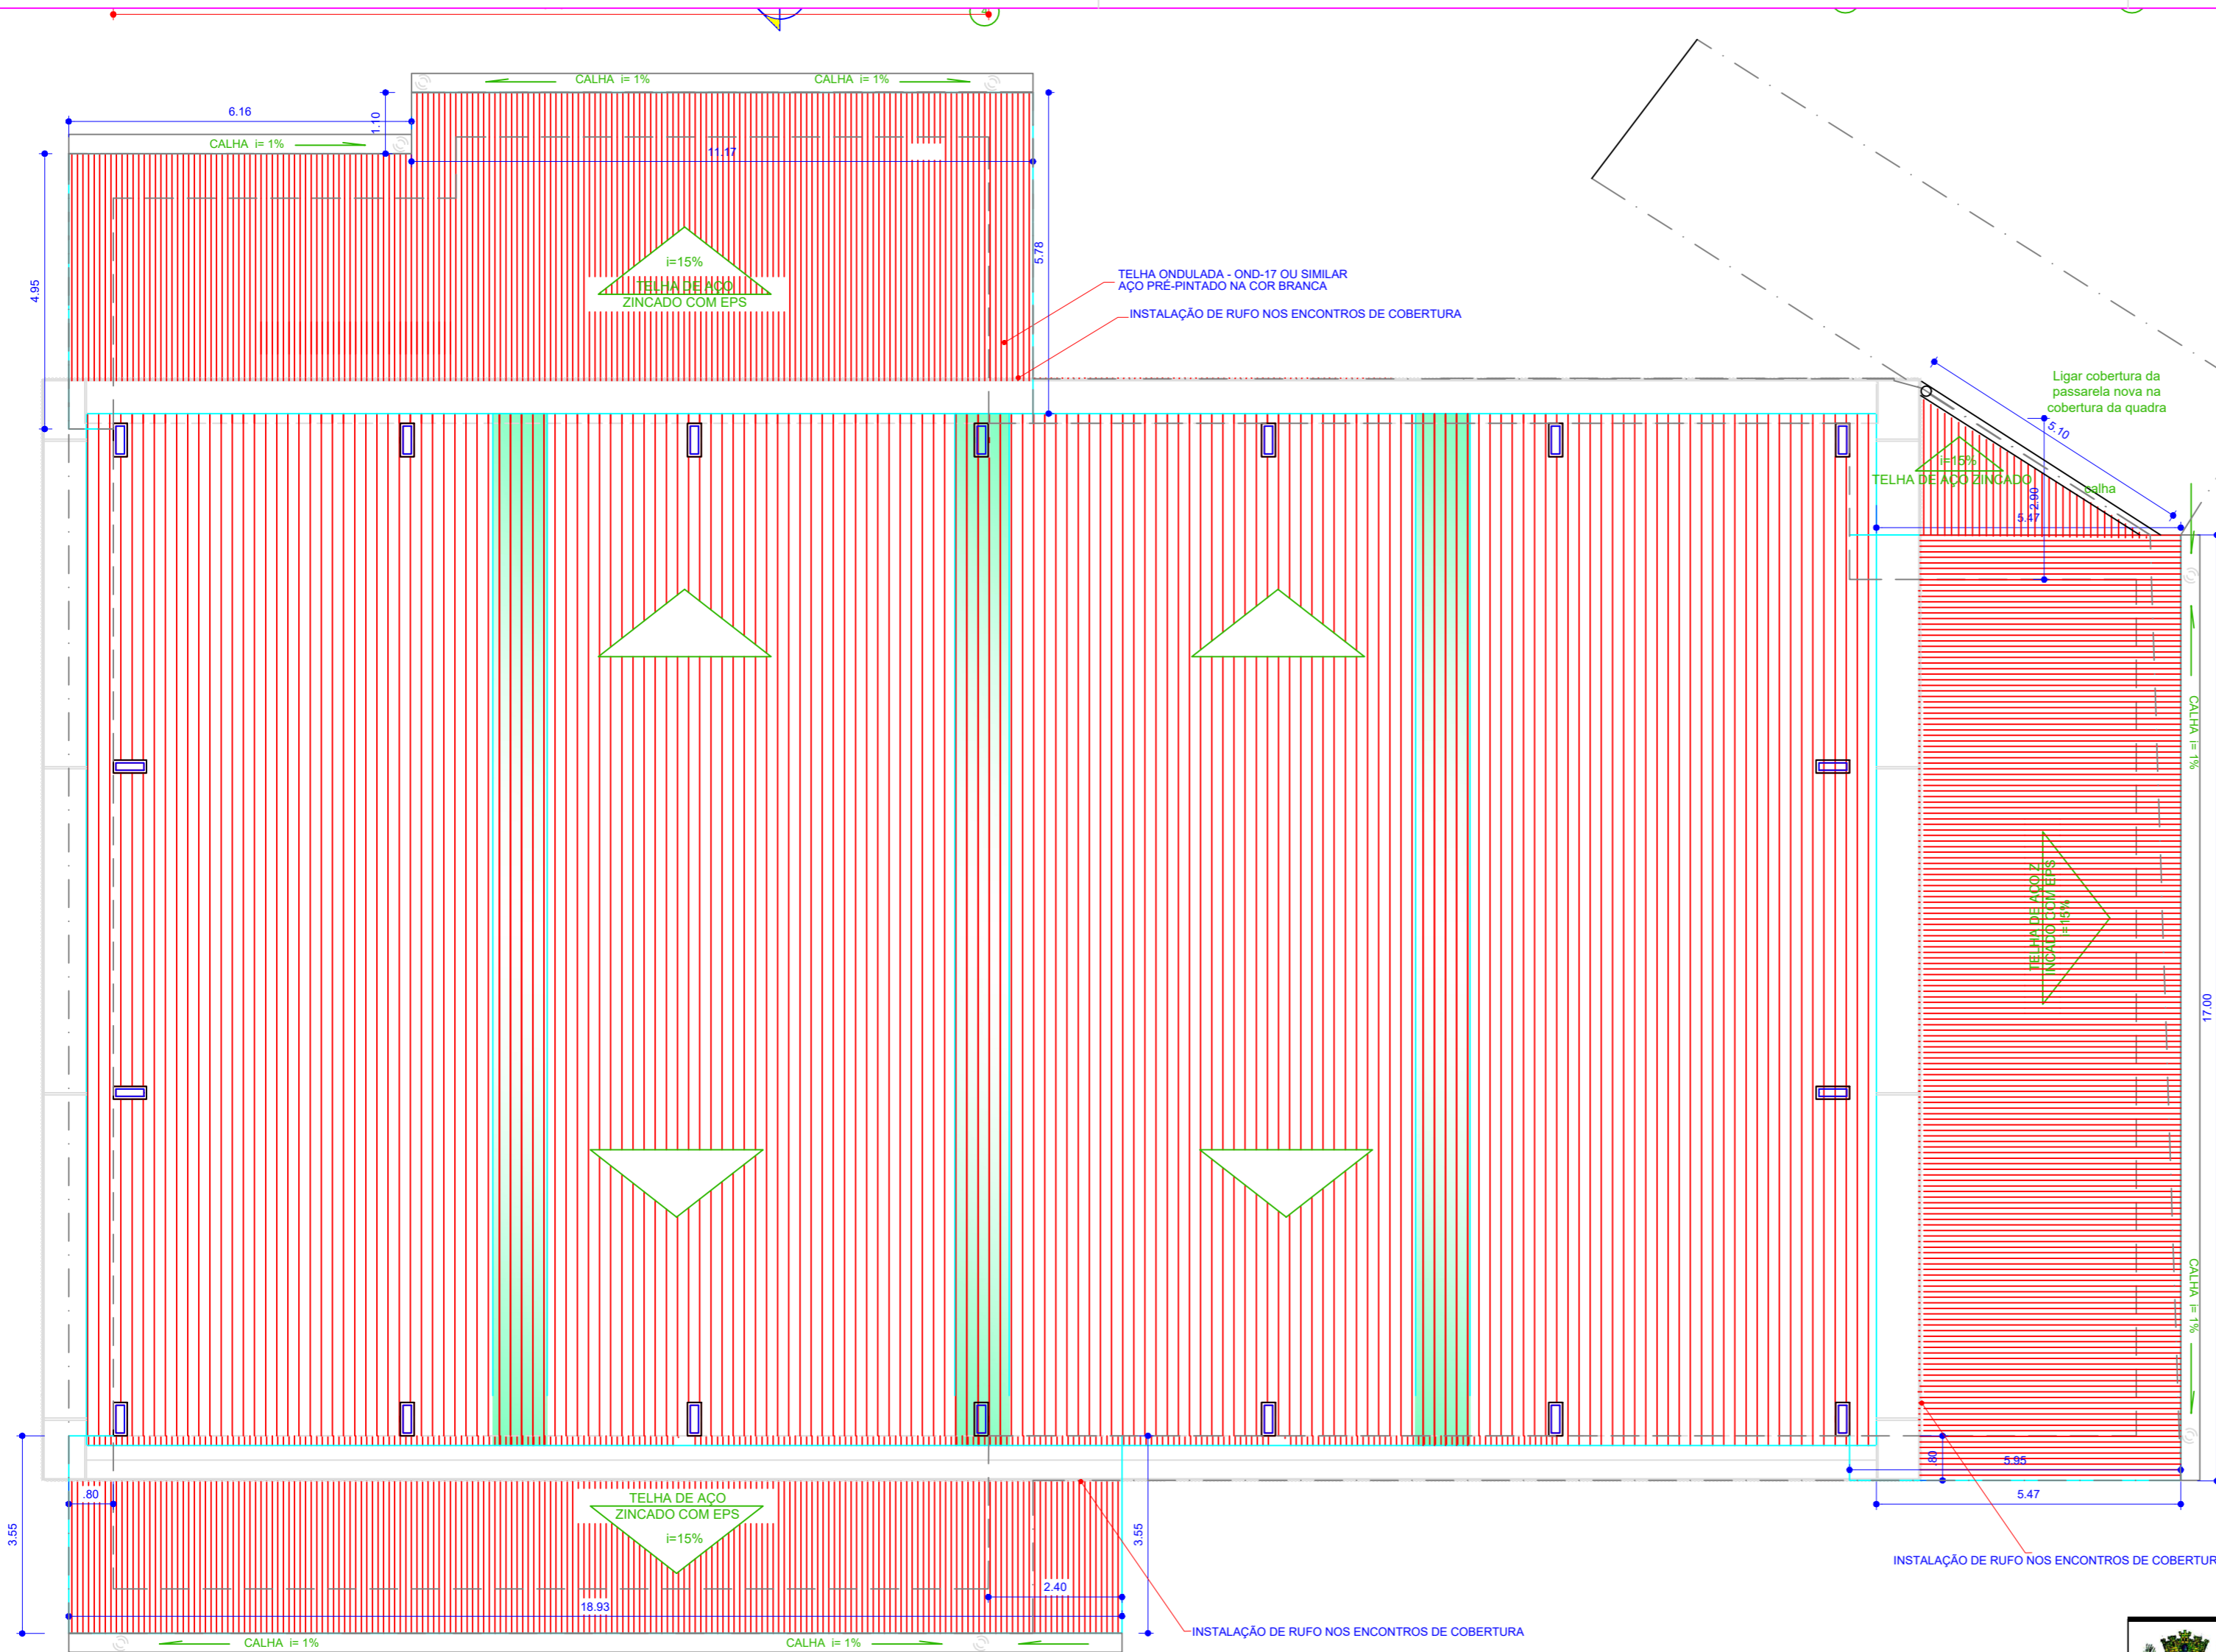 CALHA i= 1%
CALHA i= 1%
6.16
1.10
CALHA i= 1%
11.17
4.95
5.78
i=15%
TELHA DE AÇO
ZINCADO COM EPS
TELHA ONDULADA - OND-17 OU SIMILAR
AÇO PRÉ-PINTADO NA COR BRANCA
INSTALAÇÃO DE RUFO NOS ENCONTROS DE COBERTURA
Ligar cobertura da
passarela nova na
cobertura da quadra
5.10
i=15%
TELHA DE AÇO ZINCADO
calha
2.90
5.47
CALHA i= 1%
TELHA DE AÇO Z
INCADO COM EPS
i=15%
17.00
CALHA i= 1%
.80
5.95
5.47
.80
TELHA DE AÇO
ZINCADO COM EPS
i=15%
3.55
3.55
2.40
18.93
INSTALAÇÃO DE RUFO NOS ENCONTROS DE COBERTUR
INSTALAÇÃO DE RUFO NOS ENCONTROS DE COBERTURA
CALHA i= 1%
CALHA i= 1%